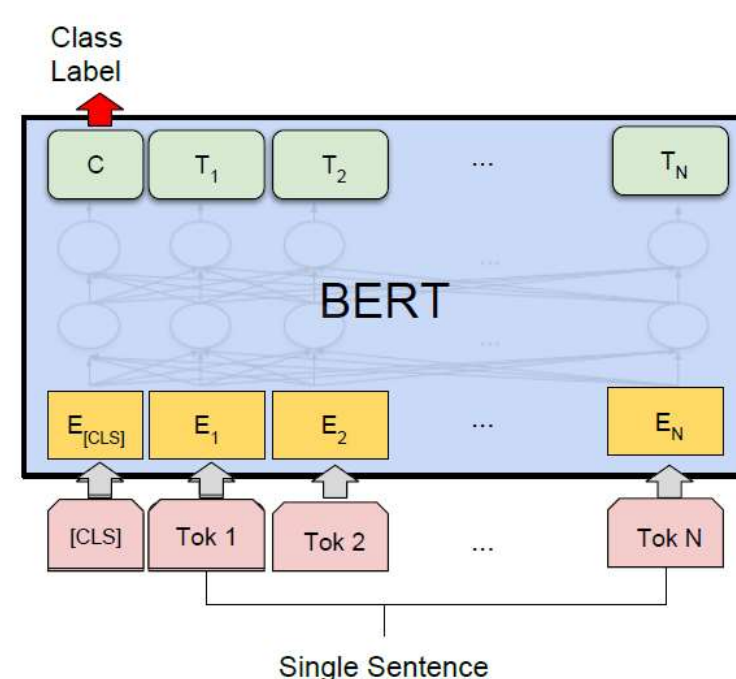 Class
Label
C T1 T2 ... TN
...
BERT
...
E[CLS] E1 E2 ... EN
[CLS] Tok 1 Tok 2 ... Tok N
Single Sentence